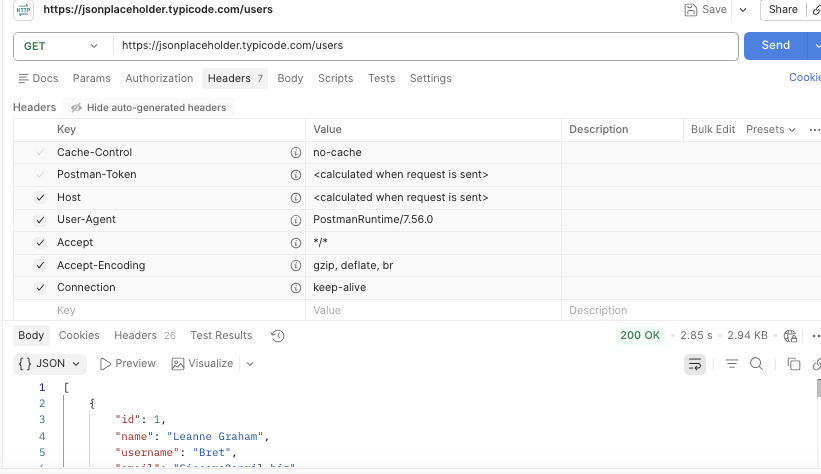 HTTP https://jsonplaceholder.typicode.com/users Save Share
GET https://jsonplaceholder.typicode.com/users Send
Docs Params Authorization Headers 7 Body Scripts Tests Settings Cookie
Headers Hide auto-generated headers
Key Value Description Bulk Edit Presets
Cache-Control no-cache
Postman-Token <calculated when request is sent>
Host <calculated when request is sent>
User-Agent PostmanRuntime/7.56.0
Accept */*
Accept-Encoding gzip, deflate, br
Connection keep-alive
Key Value Description
Body Cookies Headers 26 Test Results 200 OK • 2.85 s • 2.94 KB
{} JSON Preview Visualize
1 [
2 {
3 "id": 1,
4 "name": "Leanne Graham",
5 "username": "Bret",